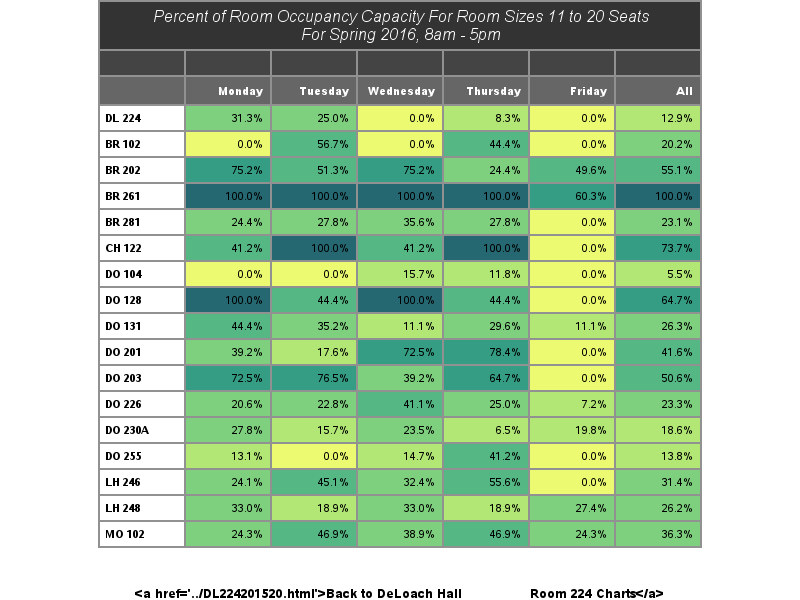 Percent of Room Occupancy Capacity For Room Sizes 11 to 20 Seats
For Spring 2016, 8am - 5pm
Monday Tuesday Wednesday Thursday Friday All
DL 224 31.3% 25.0% 0.0% 8.3% 0.0% 12.9%
BR 102 0.0% 56.7% 0.0% 44.4% 0.0% 20.2%
BR 202 75.2% 51.3% 75.2% 24.4% 49.6% 55.1%
BR 261 100.0% 100.0% 100.0% 100.0% 60.3% 100.0%
BR 281 24.4% 27.8% 35.6% 27.8% 0.0% 23.1%
CH 122 41.2% 100.0% 41.2% 100.0% 0.0% 73.7%
DO 104 0.0% 0.0% 15.7% 11.8% 0.0% 5.5%
DO 128 100.0% 44.4% 100.0% 44.4% 0.0% 64.7%
DO 131 44.4% 35.2% 11.1% 29.6% 11.1% 26.3%
DO 201 39.2% 17.6% 72.5% 78.4% 0.0% 41.6%
DO 203 72.5% 76.5% 39.2% 64.7% 0.0% 50.6%
DO 226 20.6% 22.8% 41.1% 25.0% 7.2% 23.3%
DO 230A 27.8% 15.7% 23.5% 6.5% 19.8% 18.6%
DO 255 13.1% 0.0% 14.7% 41.2% 0.0% 13.8%
LH 246 24.1% 45.1% 32.4% 55.6% 0.0% 31.4%
LH 248 33.0% 18.9% 33.0% 18.9% 27.4% 26.2%
MO 102 24.3% 46.9% 38.9% 46.9% 24.3% 36.3%
<a href='../DL224201520.html'>Back to DeLoach Hall Room 224 Charts</a>